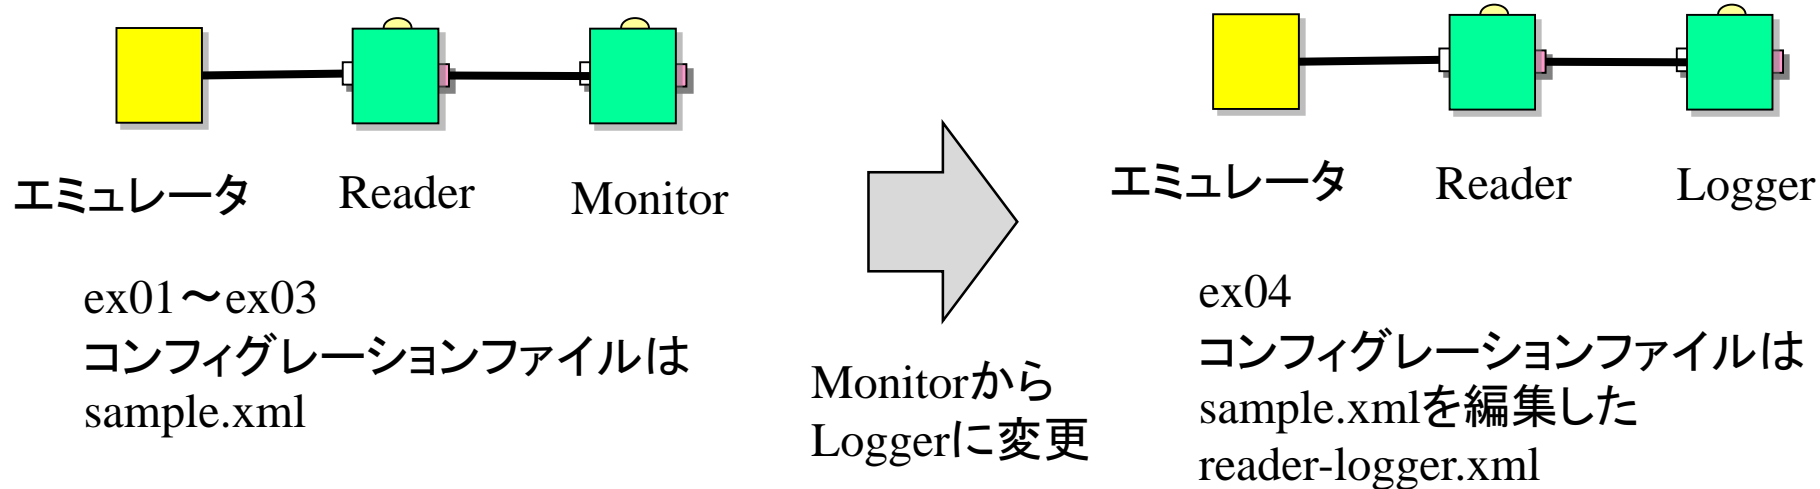 エミュレータ
Reader
Monitor
ex01～ex03
コンフィグレーションファイルは
sample.xml
Monitorから
Loggerに変更
エミュレータ
Reader
Logger
ex04
コンフィグレーションファイルは
sample.xmlを編集した
reader-logger.xml